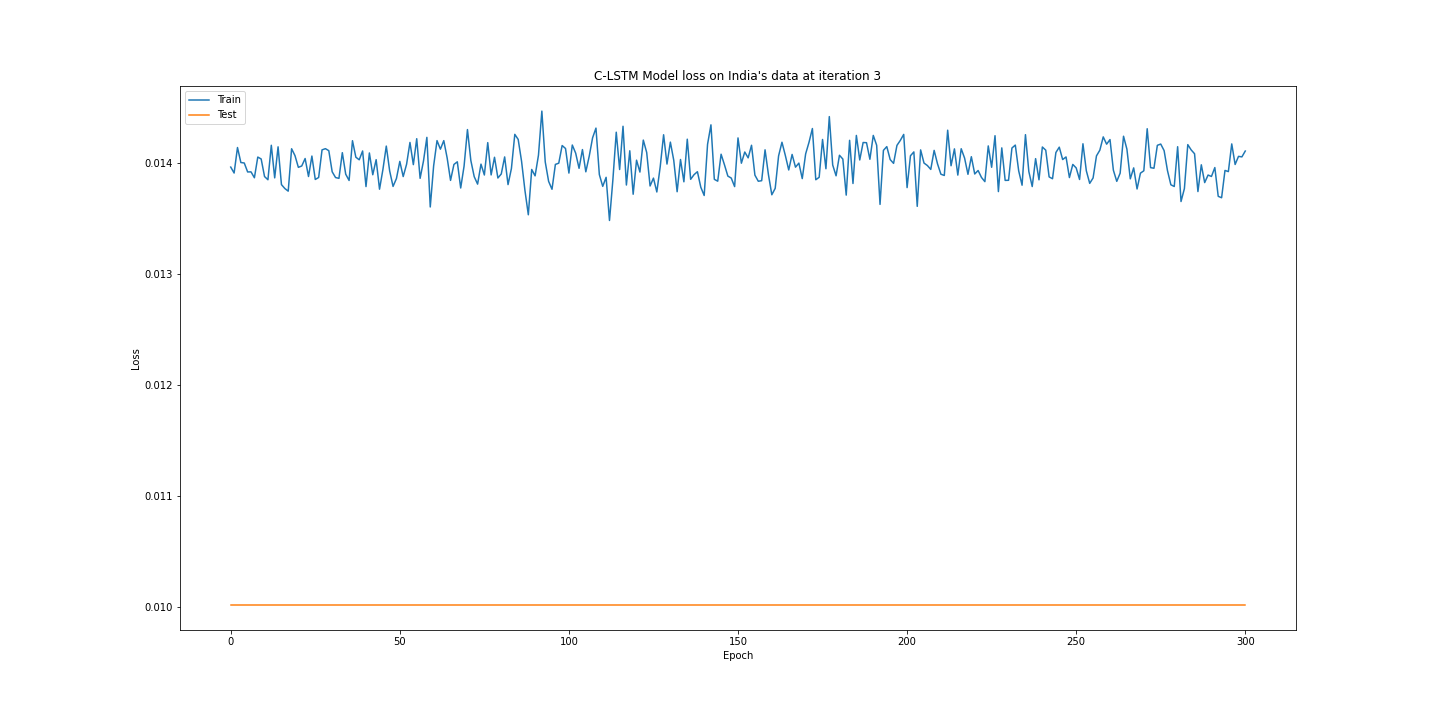 C-LSTM Model loss on India's data at iteration 3
Train
Test
0.014
0.013
0.012
0.011
0.010
Loss
0 50 100 150 200 250 300
Epoch